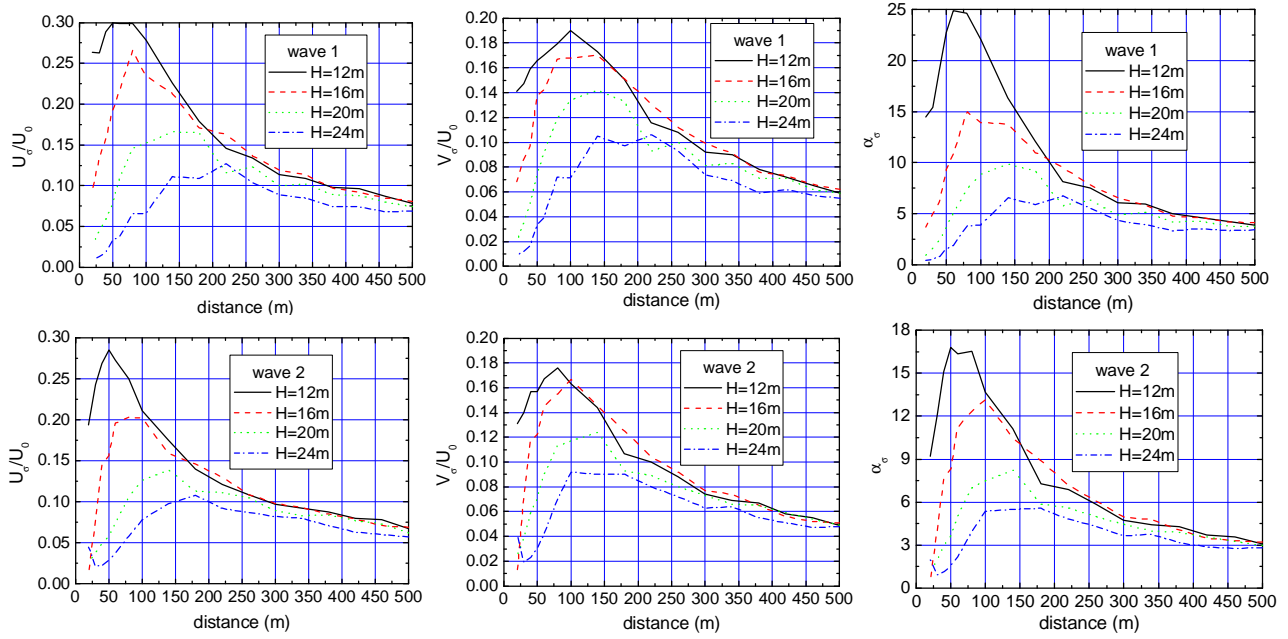 U_σ/U_0
0.30
0.25
0.20
0.15
0.10
0.05
0.00
wave 1
H=12m
H=16m
H=20m
H=24m
0 50 100 150 200 250 300 350 400 450 500
distance (m)
V_σ/U_0
0.20
0.18
0.16
0.14
0.12
0.10
0.08
0.06
0.04
0.02
0.00
wave 1
H=12m
H=16m
H=20m
H=24m
0 50 100 150 200 250 300 350 400 450 500
distance (m)
α_σ
25
20
15
10
5
0
wave 1
H=12m
H=16m
H=20m
H=24m
0 50 100 150 200 250 300 350 400 450 500
distance (m)
U_σ/U_0
0.30
0.25
0.20
0.15
0.10
0.05
0.00
wave 2
H=12m
H=16m
H=20m
H=24m
0 50 100 150 200 250 300 350 400 450 500
distance (m)
V_σ/U_0
0.20
0.18
0.16
0.14
0.12
0.10
0.08
0.06
0.04
0.02
0.00
wave 2
H=12m
H=16m
H=20m
H=24m
0 50 100 150 200 250 300 350 400 450 500
distance (m)
α_σ
18
15
12
9
6
3
0
wave 2
H=12m
H=16m
H=20m
H=24m
0 50 100 150 200 250 300 350 400 450 500
distance (m)